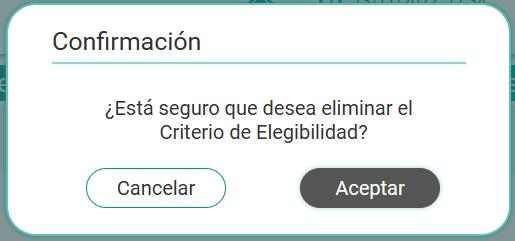 Confirmación
¿Está seguro que desea eliminar el
Criterio de Elegibilidad?
Cancelar
Aceptar